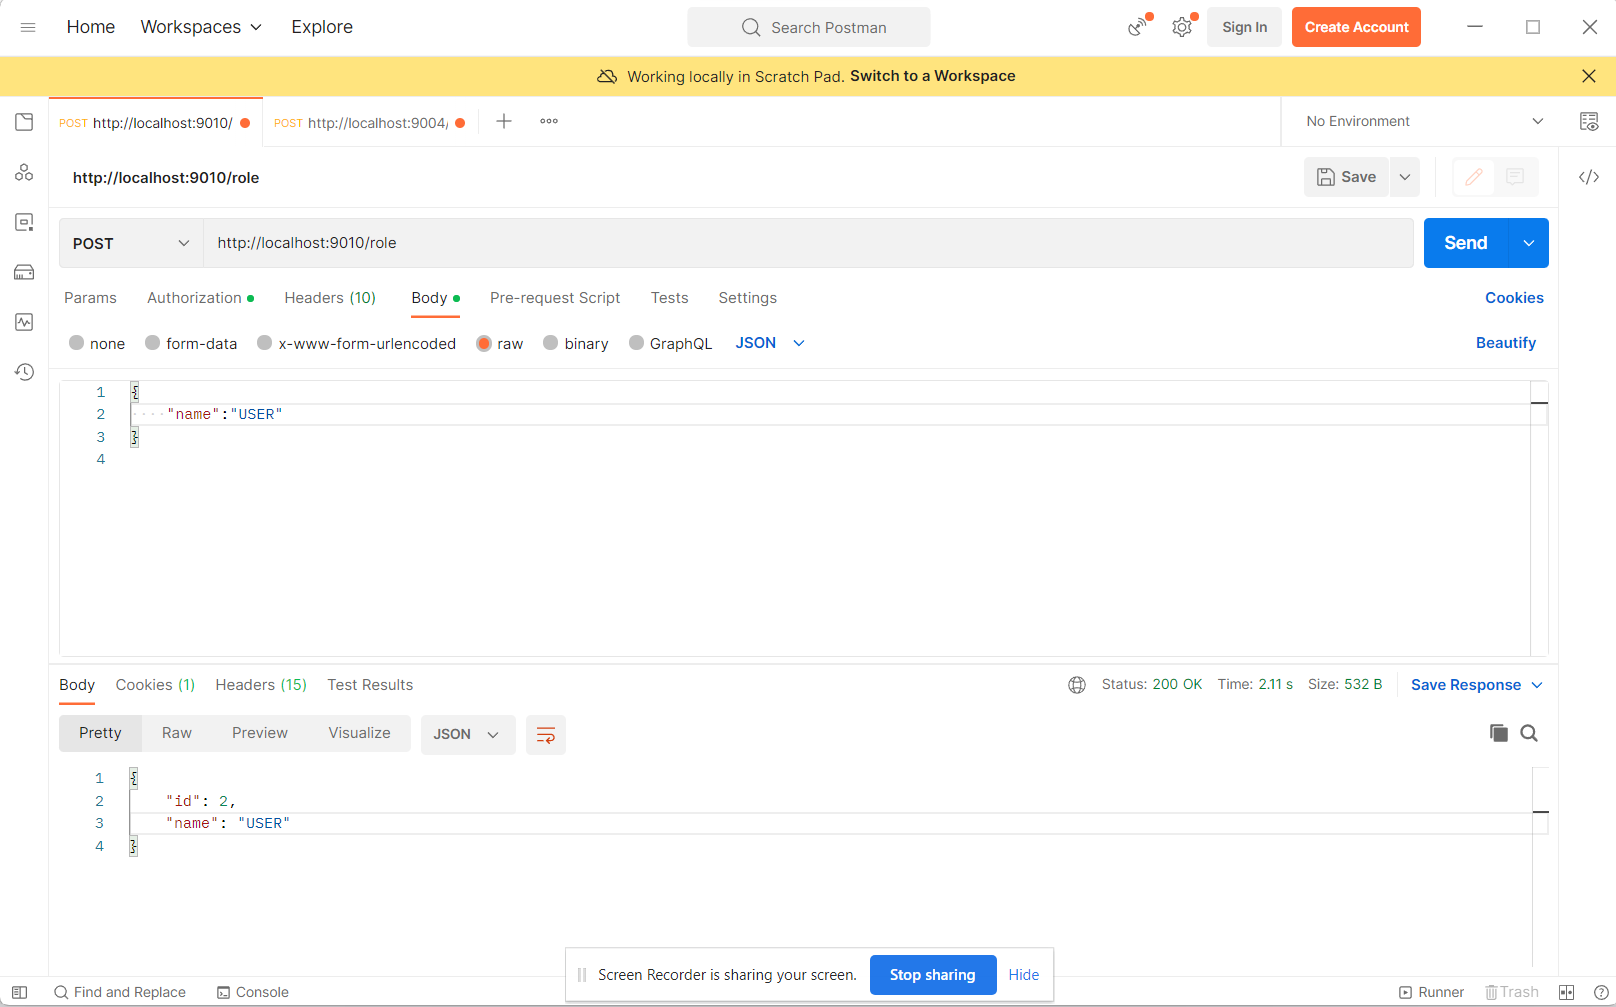 Home Workspaces Explore Search Postman Sign In Create Account
Working locally in Scratch Pad. Switch to a Workspace
POST http://localhost:9010/ POST http://localhost:9004/ No Environment
http://localhost:9010/role Save
POST http://localhost:9010/role Send
Params Authorization Headers (10) Body Pre-request Script Tests Settings Cookies
none form-data x-www-form-urlencoded raw binary GraphQL JSON Beautify
1 {
2 "name":"USER"
3 }
4
Body Cookies (1) Headers (15) Test Results Status: 200 OK Time: 2.11 s Size: 532 B Save Response
Pretty Raw Preview Visualize JSON
1 {
2 "id": 2,
3 "name": "USER"
4 }
Screen Recorder is sharing your screen. Stop sharing Hide
Find and Replace Console Runner Trash